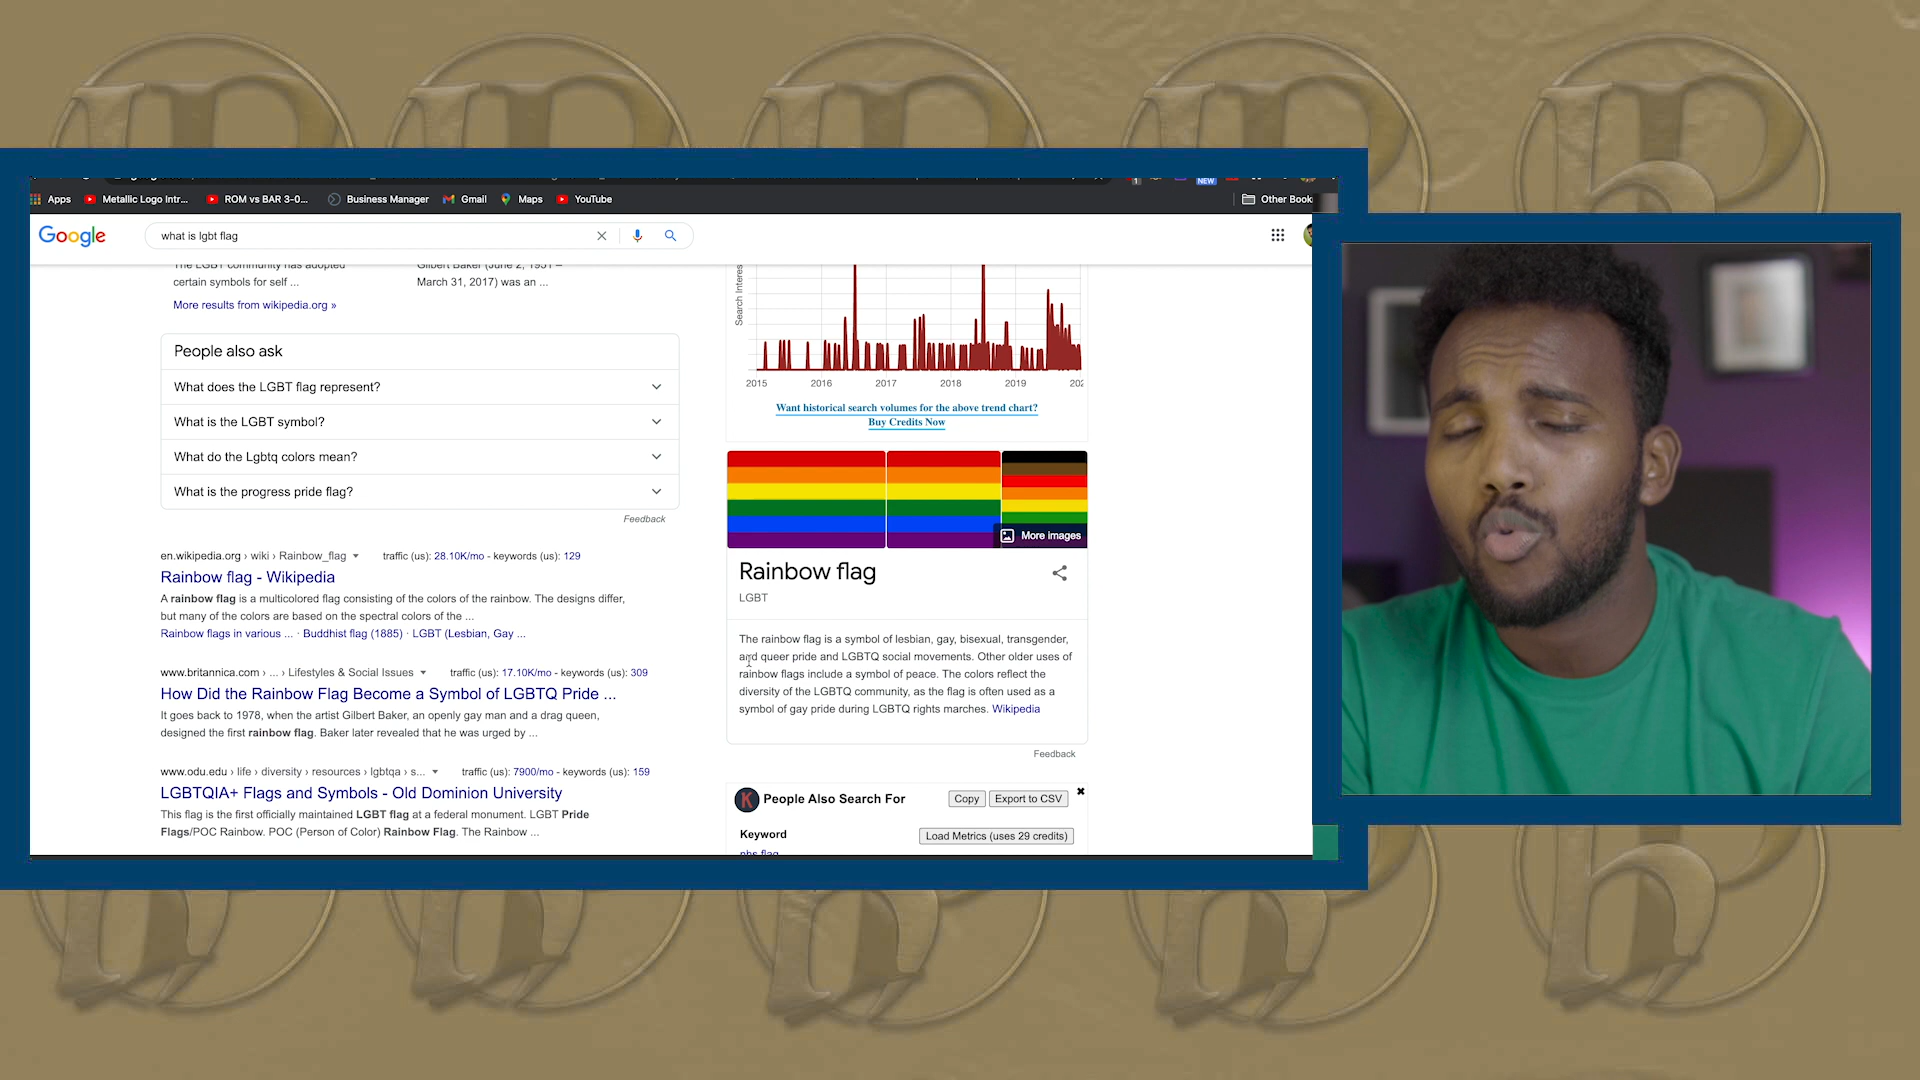 1
NEW
Apps
Metallic Logo Intr...
ROM vs BAR 3-0...
Business Manager
Gmail
Maps
YouTube
Other Book
Google
what is lgbt flag
The LGBT community has adopted
certain symbols for self ...
Gilbert Baker (June 2, 1951 –
March 31, 2017) was an ...
More results from wikipedia.org »
People also ask
What does the LGBT flag represent?
What is the LGBT symbol?
What do the Lgbtq colors mean?
What is the progress pride flag?
Feedback
en.wikipedia.org › wiki › Rainbow_flag traffic (us): 28.10K/mo - keywords (us): 129
Rainbow flag - Wikipedia
A rainbow flag is a multicolored flag consisting of the colors of the rainbow. The designs differ,
but many of the colors are based on the spectral colors of the ...
Rainbow flags in various ... · Buddhist flag (1885) · LGBT (Lesbian, Gay ...
www.britannica.com › ... › Lifestyles & Social Issues traffic (us): 17.10K/mo - keywords (us): 309
How Did the Rainbow Flag Become a Symbol of LGBTQ Pride ...
It goes back to 1978, when the artist Gilbert Baker, an openly gay man and a drag queen,
designed the first rainbow flag. Baker later revealed that he was urged by ...
www.odu.edu › life › diversity › resources › lgbtqa › s... traffic (us): 7900/mo - keywords (us): 159
LGBTQIA+ Flags and Symbols - Old Dominion University
This flag is the first officially maintained LGBT flag at a federal monument. LGBT Pride
Flags/POC Rainbow. POC (Person of Color) Rainbow Flag. The Rainbow ...
Search Interes
2015 2016 2017 2018 2019 202
Want historical search volumes for the above trend chart?
Buy Credits Now
More images
Rainbow flag
LGBT
The rainbow flag is a symbol of lesbian, gay, bisexual, transgender,
and queer pride and LGBTQ social movements. Other older uses of
rainbow flags include a symbol of peace. The colors reflect the
diversity of the LGBTQ community, as the flag is often used as a
symbol of gay pride during LGBTQ rights marches. Wikipedia
Feedback
K People Also Search For
Copy
Export to CSV
Keyword
Load Metrics (uses 29 credits)
phs flag